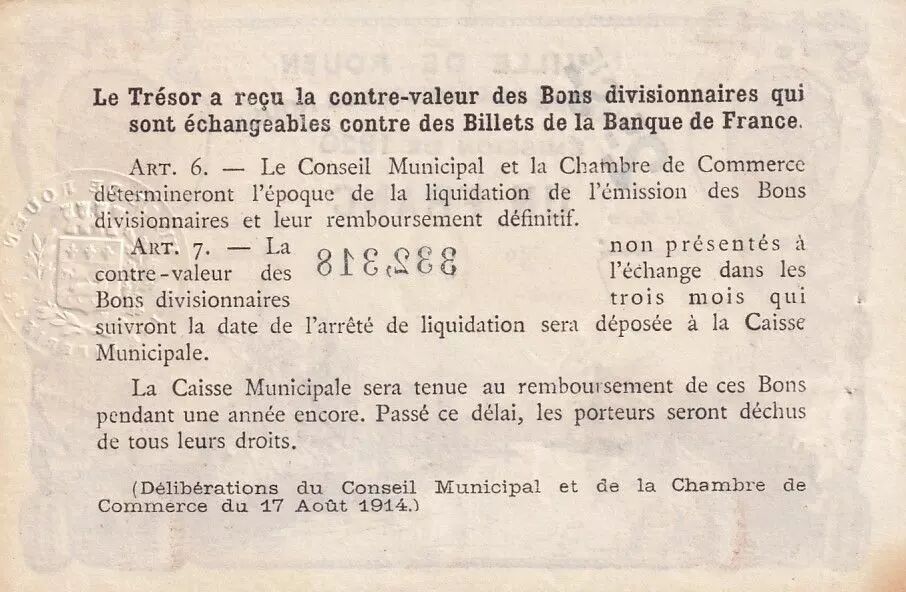 VILLE DE ROUEN
Le Trésor a reçu la contre-valeur des Bons divisionnaires qui
sont échangeables contre des Billets de la Banque de France.
ART. 6. — Le Conseil Municipal et la Chambre de Commerce
détermineront l'époque de la liquidation de l'émission des Bons
divisionnaires et leur remboursement définitif.
ART. 7. — La 332,318 non présentés à
contre-valeur des l'échange dans les
Bons divisionnaires trois mois qui
suivront la date de l'arrêté de liquidation sera déposée à la Caisse
Municipale.
La Caisse Municipale sera tenue au remboursement de ces Bons
pendant une année encore. Passé ce délai, les porteurs seront déchus
de tous leurs droits.
(Délibérations du Conseil Municipal et de la Chambre de
Commerce du 17 Août 1914.)